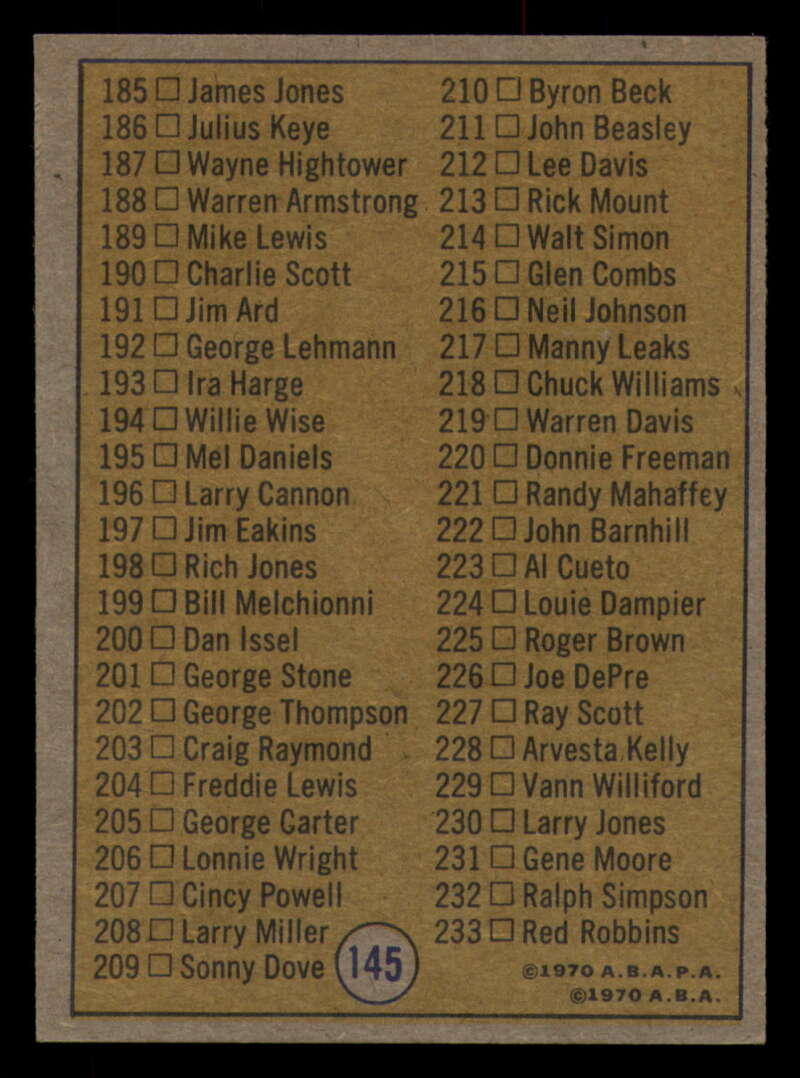 185 □ James Jones
186 □ Julius Keye
187 □ Wayne Hightower
188 □ Warren Armstrong
189 □ Mike Lewis
190 □ Charlie Scott
191 □ Jim Ard
192 □ George Lehmann
193 □ Ira Harge
194 □ Willie Wise
195 □ Mel Daniels
196 □ Larry Cannon
197 □ Jim Eakins
198 □ Rich Jones
199 □ Bill Melchionni
200 □ Dan Issel
201 □ George Stone
202 □ George Thompson
203 □ Craig Raymond
204 □ Freddie Lewis
205 □ George Carter
206 □ Lonnie Wright
207 □ Cincy Powell
208 □ Larry Miller
209 □ Sonny Dove
145
210 □ Byron Beck
211 □ John Beasley
212 □ Lee Davis
213 □ Rick Mount
214 □ Walt Simon
215 □ Glen Combs
216 □ Neil Johnson
217 □ Manny Leaks
218 □ Chuck Williams
219 □ Warren Davis
220 □ Donnie Freeman
221 □ Randy Mahaffey
222 □ John Barnhill
223 □ Al Cueto
224 □ Louie Dampier
225 □ Roger Brown
226 □ Joe DePre
227 □ Ray Scott
228 □ Arvesta Kelly
229 □ Vann Williford
230 □ Larry Jones
231 □ Gene Moore
232 □ Ralph Simpson
233 □ Red Robbins
©1970 A.B.A.P.A.
©1970 A.B.A.